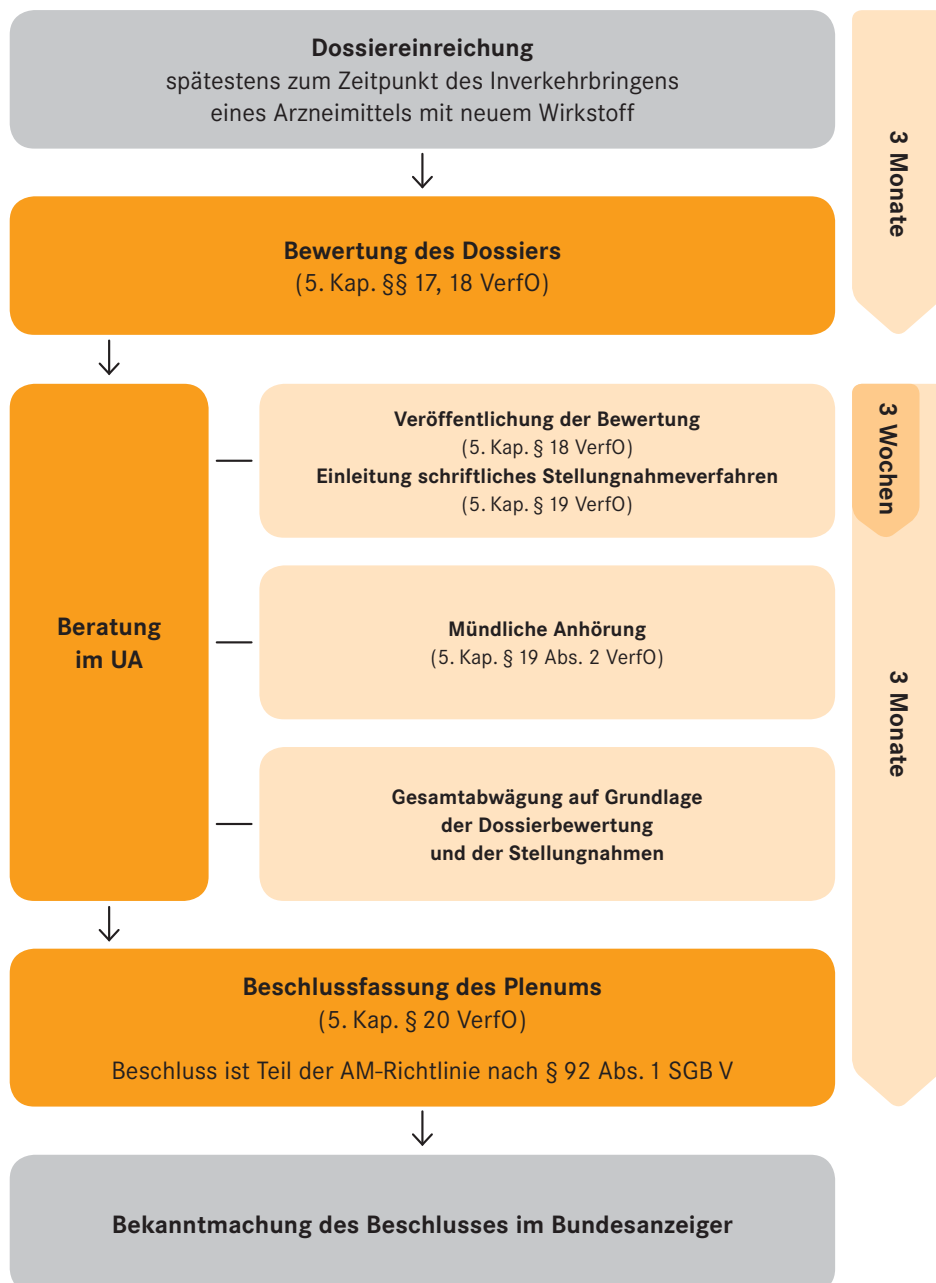 Dossiereinreichung
spätestens zum Zeitpunkt des Inverkehrbringens
eines Arzneimittels mit neuem Wirkstoff
3 Monate
Bewertung des Dossiers
(5. Kap. §§ 17, 18 VerfO)
Beratung
im UA
Veröffentlichung der Bewertung
(5. Kap. § 18 VerfO)
Einleitung schriftliches Stellungnahmeverfahren
(5. Kap. § 19 VerfO)
3 Wochen
Mündliche Anhörung
(5. Kap. § 19 Abs. 2 VerfO)
3 Monate
Gesamtabwägung auf Grundlage
der Dossierbewertung
und der Stellungnahmen
Beschlussfassung des Plenums
(5. Kap. § 20 VerfO)
Beschluss ist Teil der AM-Richtlinie nach § 92 Abs. 1 SGB V
Bekanntmachung des Beschlusses im Bundesanzeiger